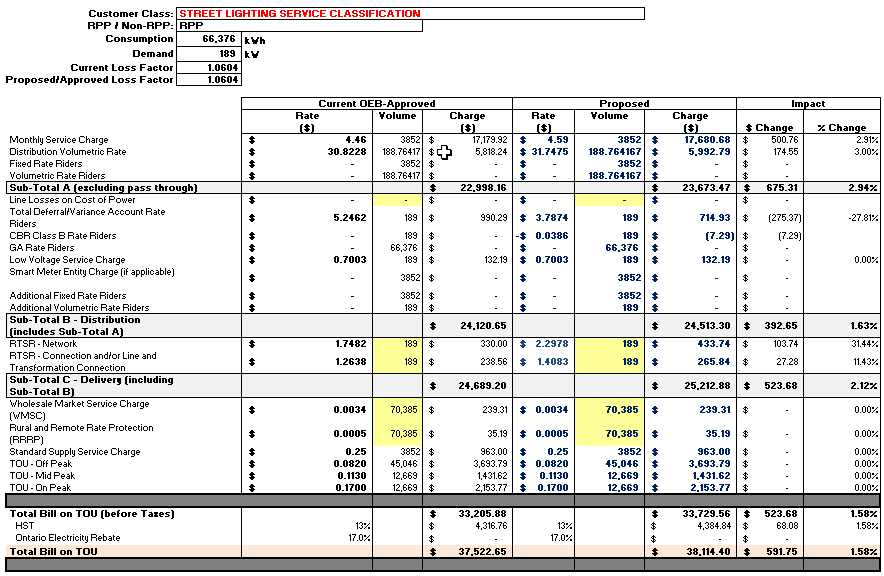 Customer Class: STREET LIGHTING SERVICE CLASSIFICATION
RPP / Non-RPP: RPP
Consumption 66,376 kWh
Demand 189 kW
Current Loss Factor 1.0604
Proposed/Approved Loss Factor 1.0604
Current OEB-Approved Proposed Impact
Rate Volume Charge Rate Volume Charge
($) ($) ($) ($) $ Change % Change
Monthly Service Charge $ 4.46 3852 $ 17,179.92 $ 4.59 3852 $ 17,680.68 $ 500.76 2.91%
Distribution Volumetric Rate $ 30.8228 188.76417 $ 5,818.24 $ 31.7475 188.764167 $ 5,992.79 $ 174.55 3.00%
Fixed Rate Riders $ - 3852 $ - $ - 3852 $ - $ -
Volumetric Rate Riders $ - 188.76417 $ - $ - 188.764167 $ - $ -
Sub-Total A (excluding pass through) $ 22,998.16 $ 23,673.47 $ 675.31 2.94%
Line Losses on Cost of Power $ - - $ - $ - - $ - $ -
Total Deferral/Variance Account Rate
Riders $ 5.2462 189 $ 990.29 $ 3.7874 189 $ 714.93 $ (275.37) -27.81%
CBR Class B Rate Riders $ - 189 $ - -$ 0.0386 189 $ (7.29) $ (7.29)
GA Rate Riders $ - 66,376 $ - $ - 66,376 $ - $ -
Low Voltage Service Charge $ 0.7003 189 $ 132.19 $ 0.7003 189 $ 132.19 $ - 0.00%
Smart Meter Entity Charge (if applicable)
$ - 3852 $ - $ - 3852 $ - $ -
Additional Fixed Rate Riders $ - 3852 $ - $ - 3852 $ - $ -
Additional Volumetric Rate Riders $ - 189 $ - $ - 189 $ - $ -
Sub-Total B - Distribution
(includes Sub-Total A) $ 24,120.65 $ 24,513.30 $ 392.65 1.63%
RTSR - Network $ 1.7482 189 $ 330.00 $ 2.2978 189 $ 433.74 $ 103.74 31.44%
RTSR - Connection and/or Line and
Transformation Connection $ 1.2638 189 $ 238.56 $ 1.4083 189 $ 265.84 $ 27.28 11.43%
Sub-Total C - Delivery (including
Sub-Total B) $ 24,689.20 $ 25,212.88 $ 523.68 2.12%
Wholesale Market Service Charge
(WMSC) $ 0.0034 70,385 $ 239.31 $ 0.0034 70,385 $ 239.31 $ - 0.00%
Rural and Remote Rate Protection
(RRRP) $ 0.0005 70,385 $ 35.19 $ 0.0005 70,385 $ 35.19 $ - 0.00%
Standard Supply Service Charge $ 0.25 3852 $ 963.00 $ 0.25 3852 $ 963.00 $ - 0.00%
TOU - Off Peak $ 0.0820 45,046 $ 3,693.79 $ 0.0820 45,046 $ 3,693.79 $ - 0.00%
TOU - Mid Peak $ 0.1130 12,669 $ 1,431.62 $ 0.1130 12,669 $ 1,431.62 $ - 0.00%
TOU - On Peak $ 0.1700 12,669 $ 2,153.77 $ 0.1700 12,669 $ 2,153.77 $ - 0.00%
Total Bill on TOU (before Taxes) $ 33,205.88 $ 33,729.56 $ 523.68 1.58%
HST 13% $ 4,316.76 13% $ 4,384.84 $ 68.08 1.58%
Ontario Electricity Rebate 17.0% $ - 17.0% $ - $ -
Total Bill on TOU $ 37,522.65 $ 38,114.40 $ 591.75 1.58%